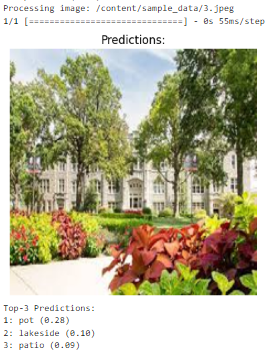 Processing image: /content/sample_data/3.jpeg
1/1 [==============================] - 0s 55ms/step
Predictions:
Top-3 Predictions:
1: pot (0.28)
2: lakeside (0.10)
3: patio (0.09)